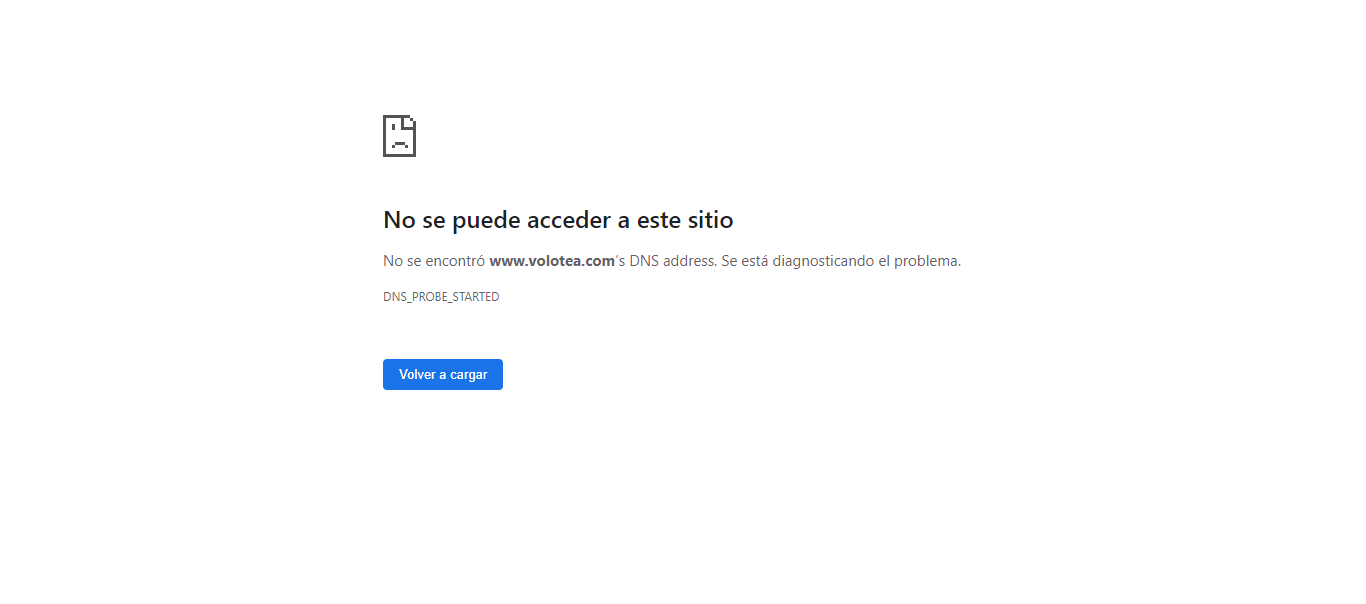 No se puede acceder a este sitio
No se encontró www.volotea.com's DNS address. Se está diagnosticando el problema.
DNS_PROBE_STARTED
Volver a cargar